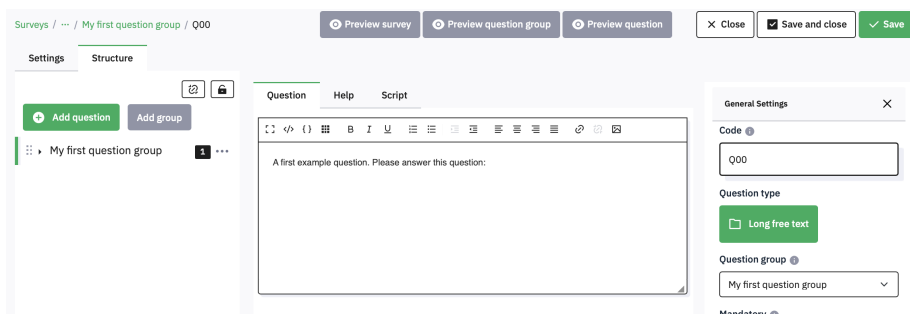 Surveys / ··· / My first question group / Q00
Preview survey
Preview question group
Preview question
Close
Save and close
Save
Settings
Structure
Add question
Add group
My first question group
1
Question
Help
Script
A first example question. Please answer this question:
General Settings
Code
Q00
Question type
Long free text
Question group
My first question group
Mandatory